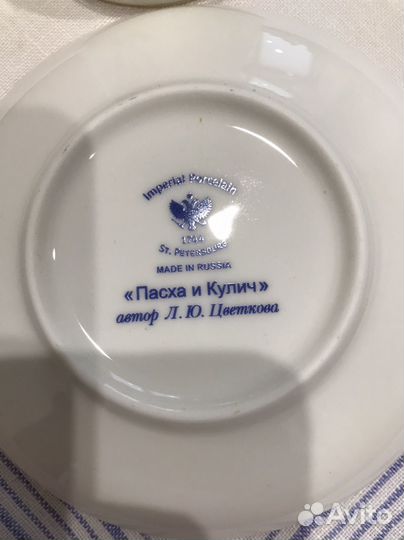 Imperial Porcelain
1744
ST. PETERSBURG
MADE IN RUSSIA
«Пасха и Кулич»
автор Л. Ю. Цветкова
Avito